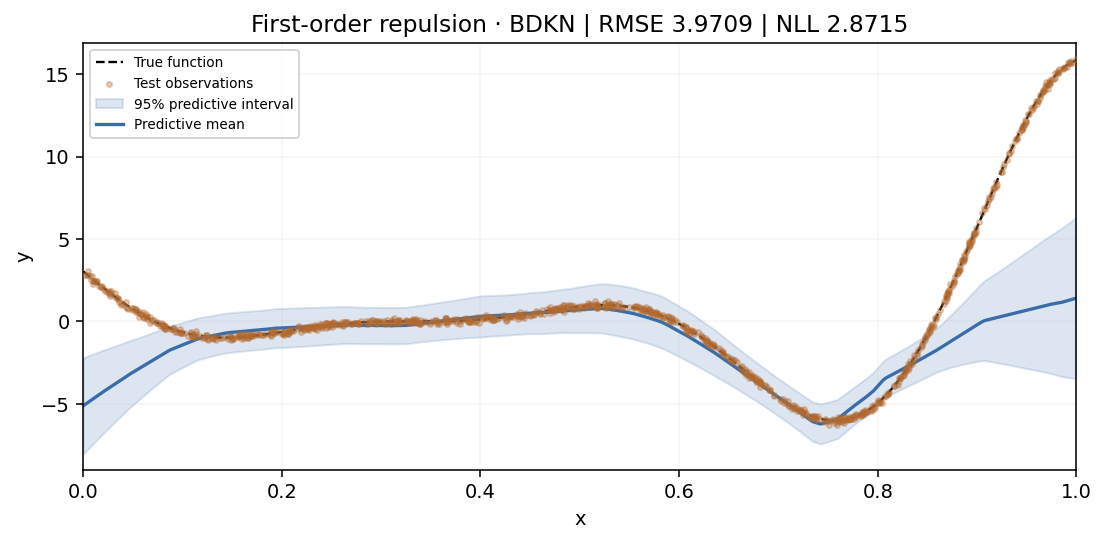 First-order repulsion · BDKN | RMSE 3.9709 | NLL 2.8715
True function
Test observations
95% predictive interval
Predictive mean
15
10
5
0
−5
y
0.0 0.2 0.4 0.6 0.8 1.0
x